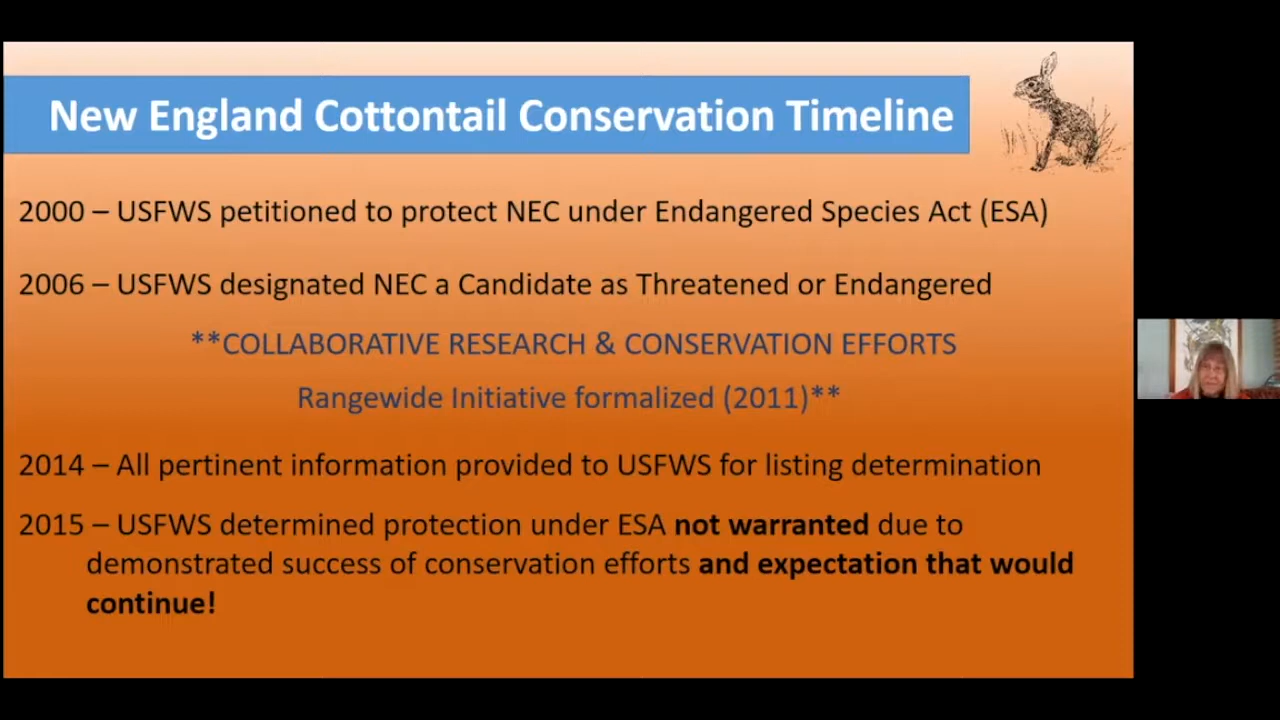 New England Cottontail Conservation Timeline
2000 – USFWS petitioned to protect NEC under Endangered Species Act (ESA)
2006 – USFWS designated NEC a Candidate as Threatened or Endangered
**COLLABORATIVE RESEARCH & CONSERVATION EFFORTS
Rangewide Initiative formalized (2011)**
2014 – All pertinent information provided to USFWS for listing determination
2015 – USFWS determined protection under ESA not warranted due to
demonstrated success of conservation efforts and expectation that would
continue!